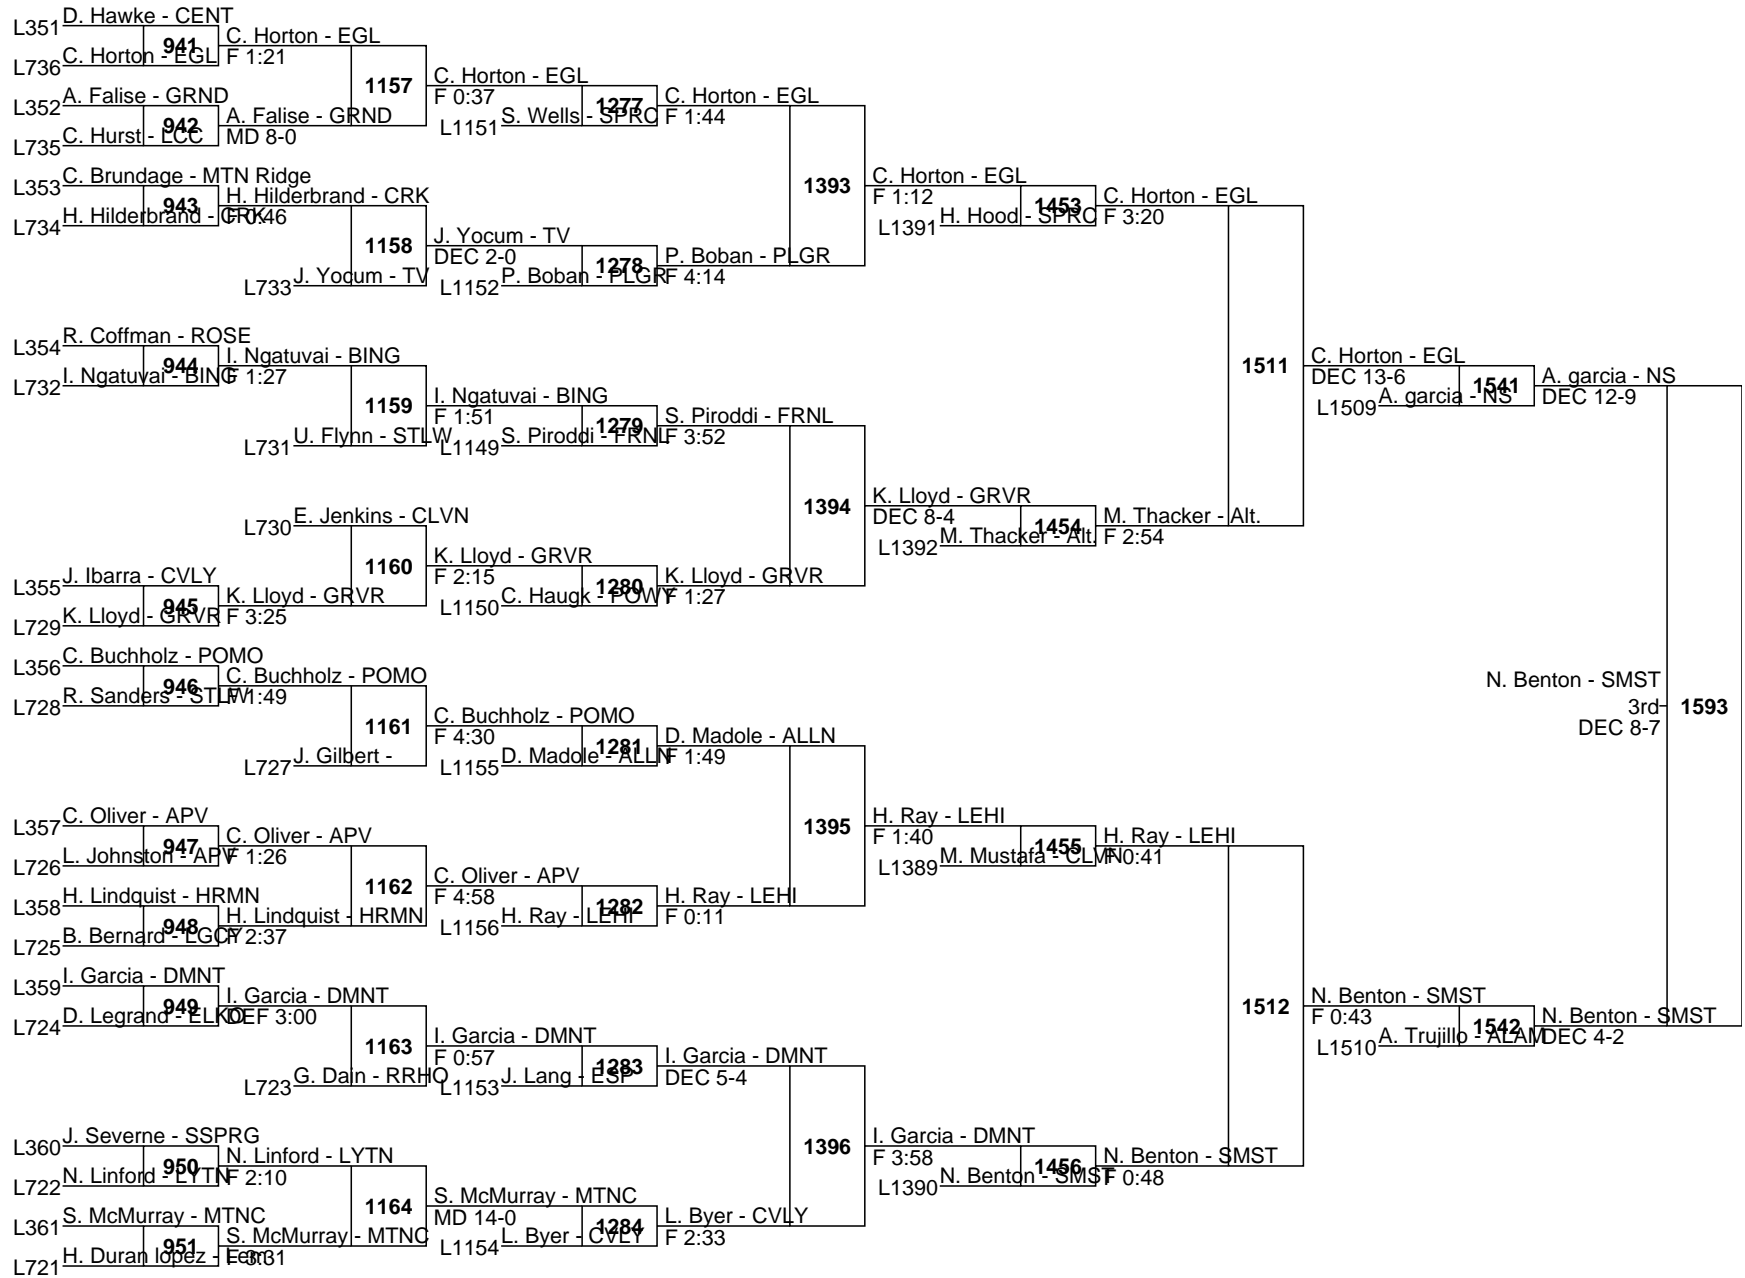 L351 D. Hawke - CENT
941
L736 C. Horton - EGL
C. Horton - EGL
F 1:21
L352 A. Falise - GRND
942
L735 C. Hurst - LCC
A. Falise - GRND
MD 8-0
1157
C. Horton - EGL
F 0:37
L1151 S. Wells - SPRC
1277
C. Horton - EGL
F 1:44
L353 C. Brundage - MTN Ridge
943
L734 H. Hilderbrand - CRK
H. Hilderbrand - CRK
F 0:46
L733 J. Yocum - TV
1158
J. Yocum - TV
DEC 2-0
L1152 P. Boban - PLGR
1278
P. Boban - PLGR
F 4:14
1393
C. Horton - EGL
F 1:12
L1391 H. Hood - SPRC
1453
C. Horton - EGL
F 3:20
L354 R. Coffman - ROSE
944
L732 I. Ngatuvai - BING
I. Ngatuvai - BING
F 1:27
L731 U. Flynn - STLW
1159
I. Ngatuvai - BING
F 1:51
L1149 S. Piroddi - FRNL
1279
S. Piroddi - FRNL
F 3:52
L730 E. Jenkins - CLVN
L355 J. Ibarra - CVLY
945
L729 K. Lloyd - GRVR
K. Lloyd - GRVR
F 3:25
1160
K. Lloyd - GRVR
F 2:15
L1150 C. Haugk - POWY
1280
K. Lloyd - GRVR
F 1:27
1394
K. Lloyd - GRVR
DEC 8-4
L1392 M. Thacker - Alt.
1454
M. Thacker - Alt.
F 2:54
1511
C. Horton - EGL
DEC 13-6
L1509 A. garcia - NS
1541
A. garcia - NS
DEC 12-9
L356 C. Buchholz - POMO
946
L728 R. Sanders - STLW
C. Buchholz - POMO
F 1:49
L727 J. Gilbert -
1161
C. Buchholz - POMO
F 4:30
L1155 D. Madole - ALLN
1281
D. Madole - ALLN
F 1:49
L357 C. Oliver - APV
947
L726 L. Johnston - APV
C. Oliver - APV
F 1:26
L358 H. Lindquist - HRMN
948
L725 B. Bernard - LGCY
H. Lindquist - HRMN
F 2:37
1162
C. Oliver - APV
F 4:58
L1156 H. Ray - LEHI
1282
H. Ray - LEHI
F 0:11
1395
H. Ray - LEHI
F 1:40
L1389 M. Mustafa - CLVN
1455
H. Ray - LEHI
F 0:41
L359 I. Garcia - DMNT
949
L724 D. Legrand - ELKO
I. Garcia - DMNT
DEF 3:00
L723 G. Dain - RRHO
1163
I. Garcia - DMNT
F 0:57
L1153 J. Lang - ESP
1283
I. Garcia - DMNT
DEC 5-4
L360 J. Severne - SSPRG
950
L722 N. Linford - LYTN
N. Linford - LYTN
F 2:10
L361 S. McMurray - MTNC
951
L721 H. Duran lopez - Fern
S. McMurray - MTNC
F 3:31
1164
S. McMurray - MTNC
MD 14-0
L1154 L. Byer - CVLY
1284
L. Byer - CVLY
F 2:33
1396
I. Garcia - DMNT
F 3:58
L1390 N. Benton - SMST
1456
N. Benton - SMST
F 0:48
1512
N. Benton - SMST
F 0:43
L1510 A. Trujillo - ALAM
1542
N. Benton - SMST
DEC 4-2
N. Benton - SMST
3rd
DEC 8-7
1593